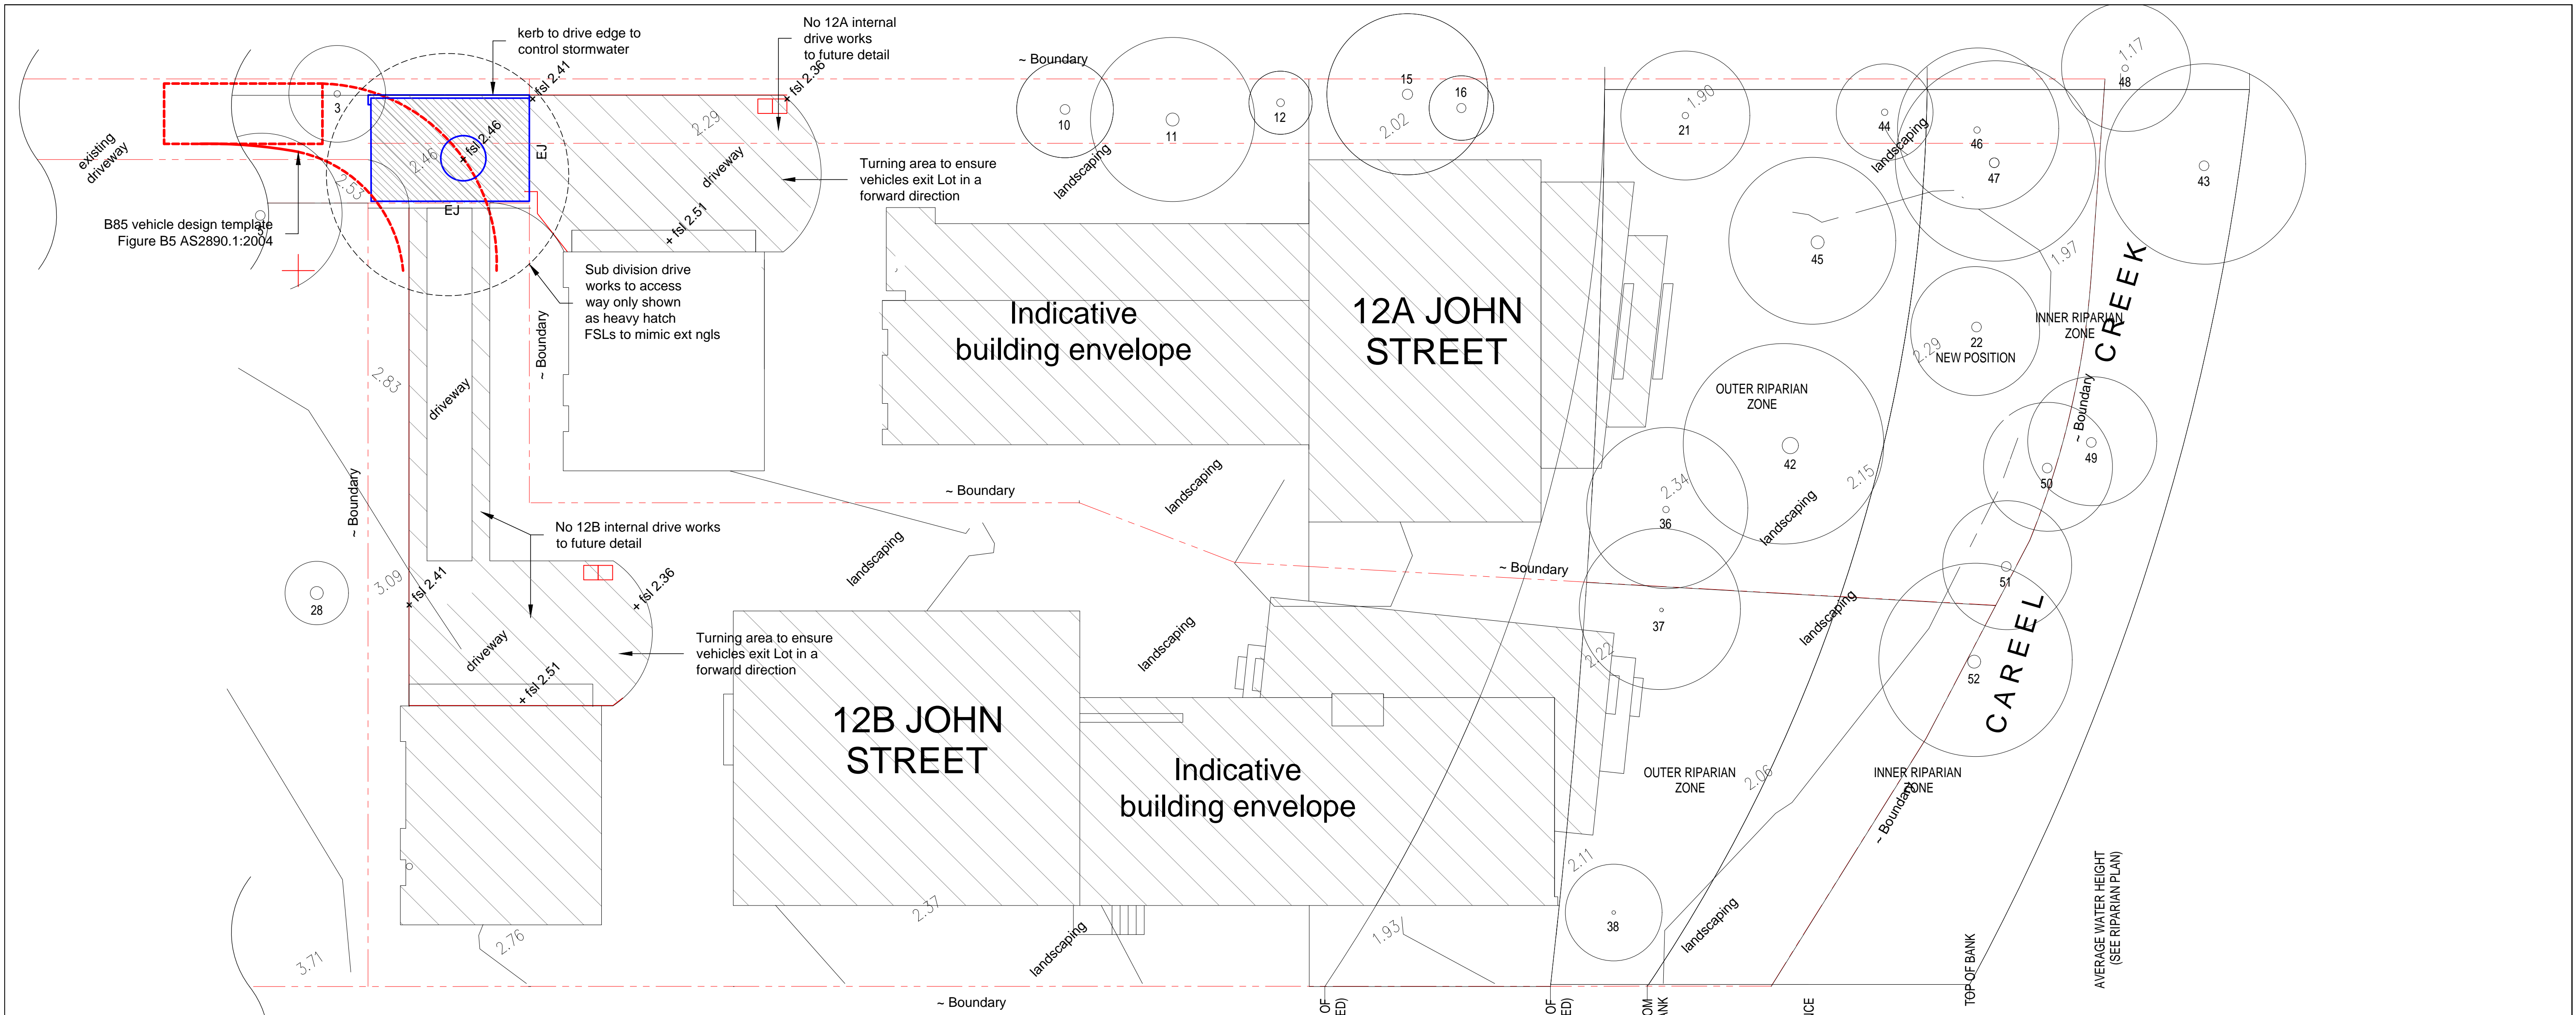 kerb to drive edge to
control stormwater
No 12A internal
drive works
to future detail
~ Boundary
+ fsl 2.41
+ fsl 2.36
1.17
48
3
15
16
10
11
12
2.02
1.90
21
44
landscaping
46
47
43
existing
driveway
+ fsl 2.46
2.46
2.53
EJ
EJ
2.29
driveway
Turning area to ensure
vehicles exit Lot in a
forward direction
landscaping
B85 vehicle design template
Figure B5 AS2890.1:2004
+ fsl 2.51
45
1.97
Sub division drive
works to access
way only shown
as heavy hatch
FSLs to mimic ext ngls
~ Boundary
Indicative
building envelope
12A JOHN
STREET
INNER RIPARIAN
ZONE
CREEK
22
NEW POSITION
2.29
2.83
driveway
OUTER RIPARIAN
ZONE
~ Boundary
42
49
50
~ Boundary
~ Boundary
landscaping
2.34
2.15
36
landscaping
No 12B internal drive works
to future detail
landscaping
~ Boundary
51
28
3.09
+ fsl 2.41
+ fsl 2.36
37
landscaping
driveway
Turning area to ensure
vehicles exit Lot in a
forward direction
landscaping
2.22
52
CAREEL
+ fsl 2.51
12B JOHN
STREET
Indicative
building envelope
OUTER RIPARIAN
ZONE
2.06
INNER RIPARIAN
ZONE
~ Boundary
2.11
38
2.37
1.93
landscaping
landscaping
AVERAGE WATER HEIGHT
(SEE RIPARIAN PLAN)
TOP OF BANK
3.71
2.76
~ Boundary
OF
ED)
OF
ED)
OM
ANK
ICE